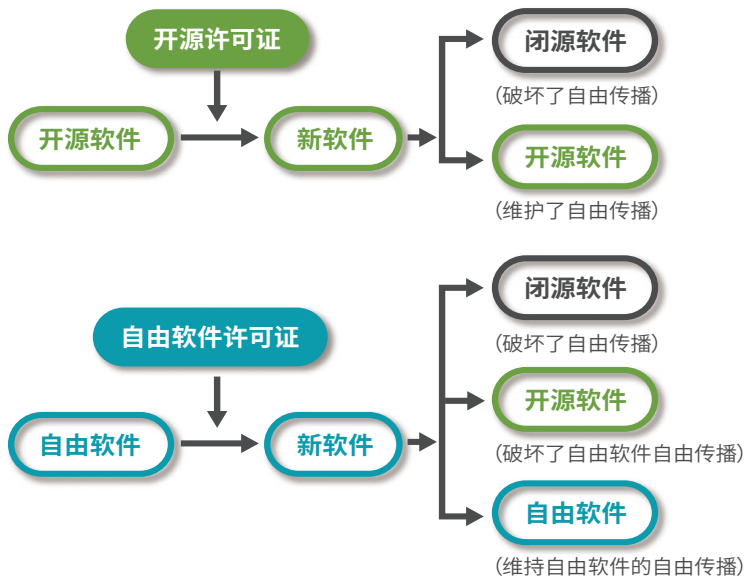 开源许可证
闭源软件
(破坏了自由传播)
开源软件
新软件
开源软件
(维护了自由传播)
闭源软件
(破坏了自由传播)
自由软件许可证
开源软件
(破坏了自由软件自由传播)
自由软件
新软件
自由软件
(维持自由软件的自由传播)